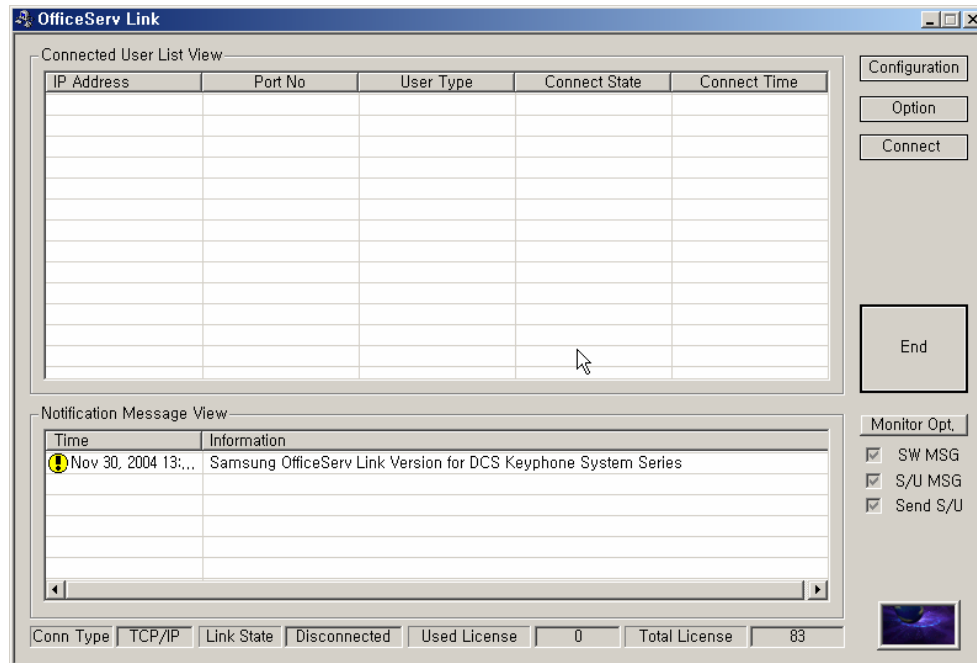 OfficeServ Link
Connected User List View
IP Address Port No User Type Connect State Connect Time
Configuration
Option
Connect
End
Notification Message View
Time Information
Nov 30, 2004 13:... Samsung OfficeServ Link Version for DCS Keyphone System Series
Monitor Opt.
SW MSG
S/U MSG
Send S/U
Conn Type TCP/IP Link State Disconnected Used License 0 Total License 83